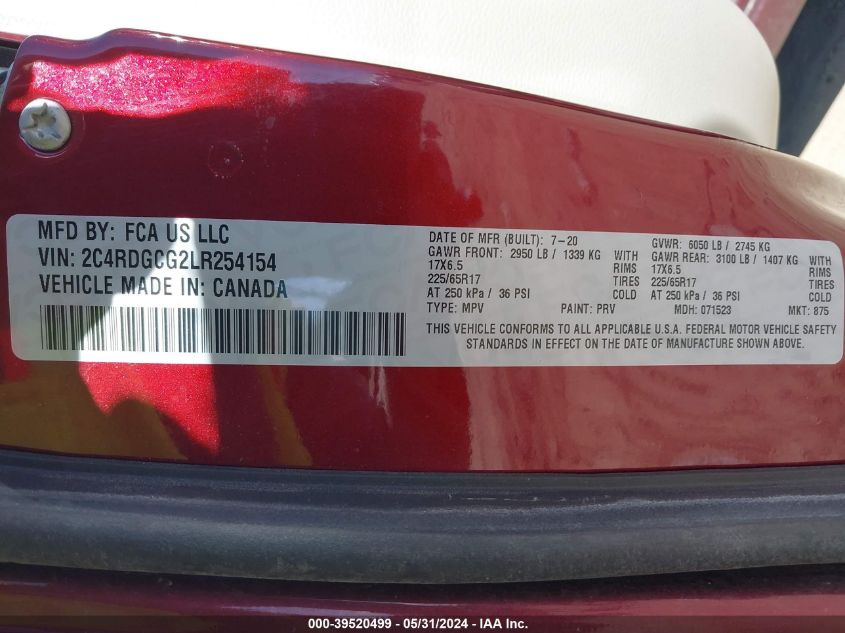 MFD BY: FCA US LLC
VIN: 2C4RDGCG2LR254154
VEHICLE MADE IN: CANADA
DATE OF MFR (BUILT): 7-20 GVWR: 6050 LB / 2745 KG
GAWR FRONT: 2950 LB / 1339 KG WITH GAWR REAR: 3100 LB / 1407 KG WITH
17X6.5 RIMS 17X6.5 RIMS
225/65R17 TIRES 225/65R17 TIRES
AT 250 kPa / 36 PSI COLD AT 250 kPa / 36 PSI COLD
TYPE: MPV PAINT: PRV MDH: 071523 MKT: 875
THIS VEHICLE CONFORMS TO ALL APPLICABLE U.S.A. FEDERAL MOTOR VEHICLE SAFETY
STANDARDS IN EFFECT ON THE DATE OF MANUFACTURE SHOWN ABOVE.
000-39520499 - 05/31/2024 - IAA Inc.